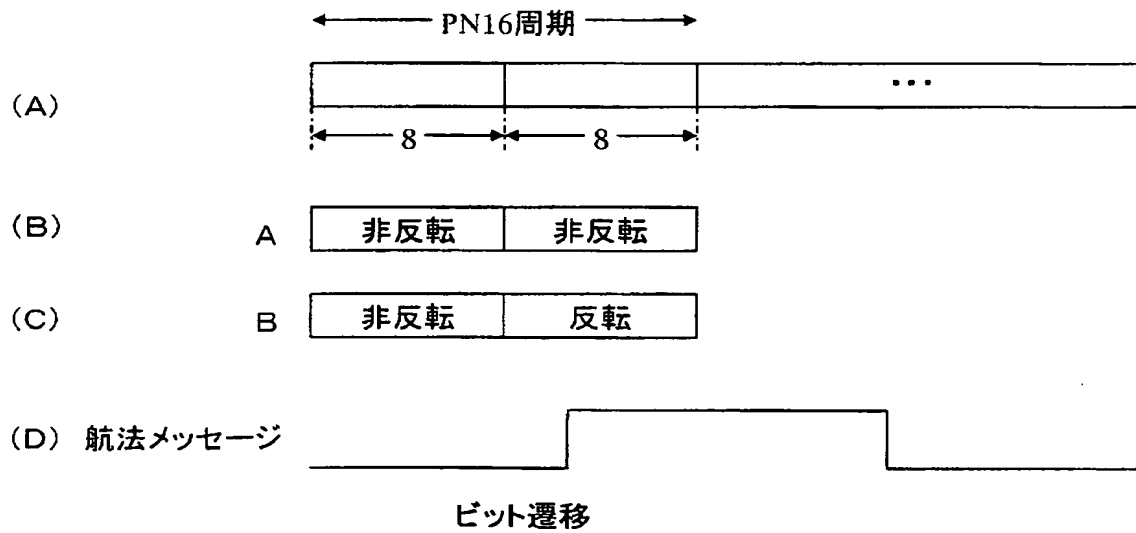 PN16周期
(A) ...
8 8
(B) A 非反転 非反転
(C) B 非反転 反転
(D) 航法メッセージ
ビット遷移